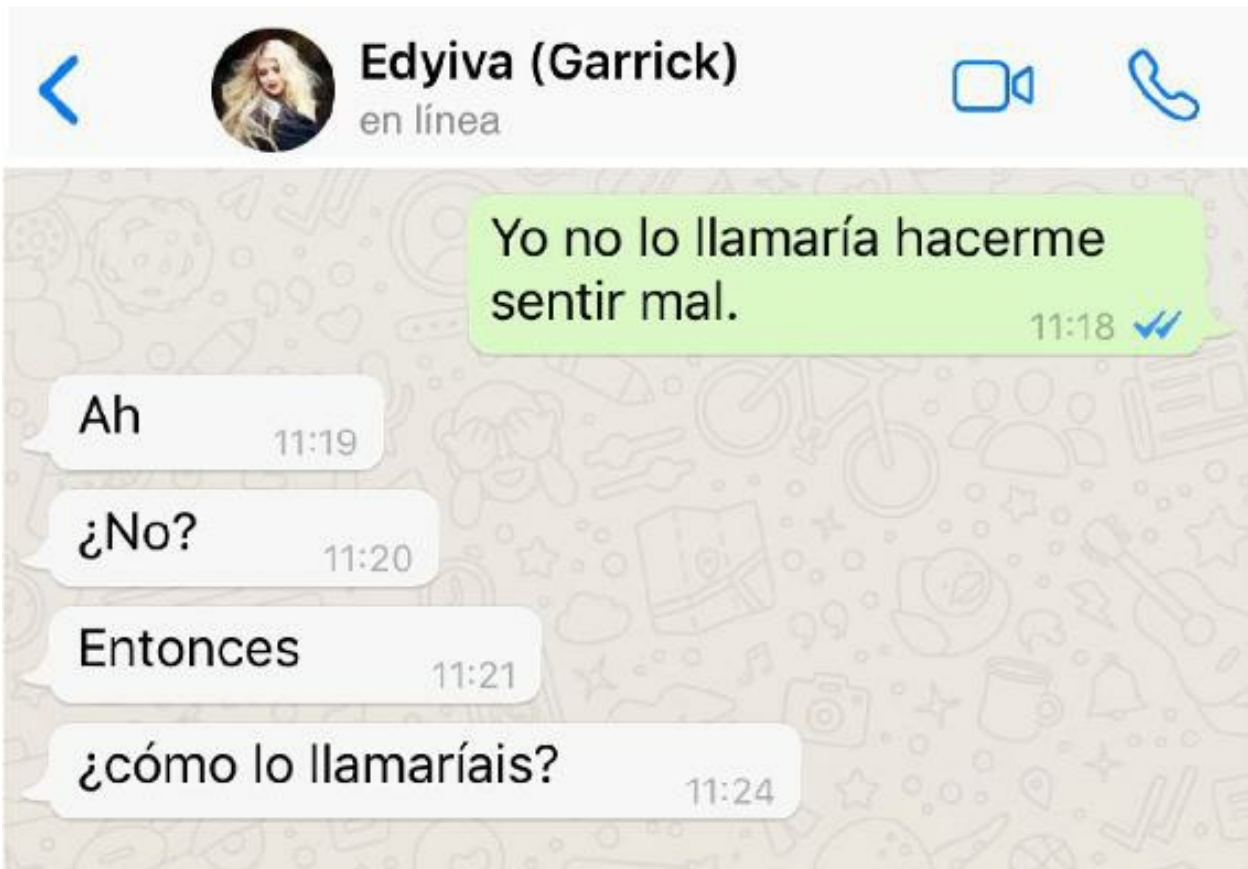 Edyiva (Garrick)
en línea
Yo no lo llamaría hacerme
sentir mal.
11:18
Ah
11:19
¿No?
11:20
Entonces
11:21
¿cómo lo llamaríais?
11:24